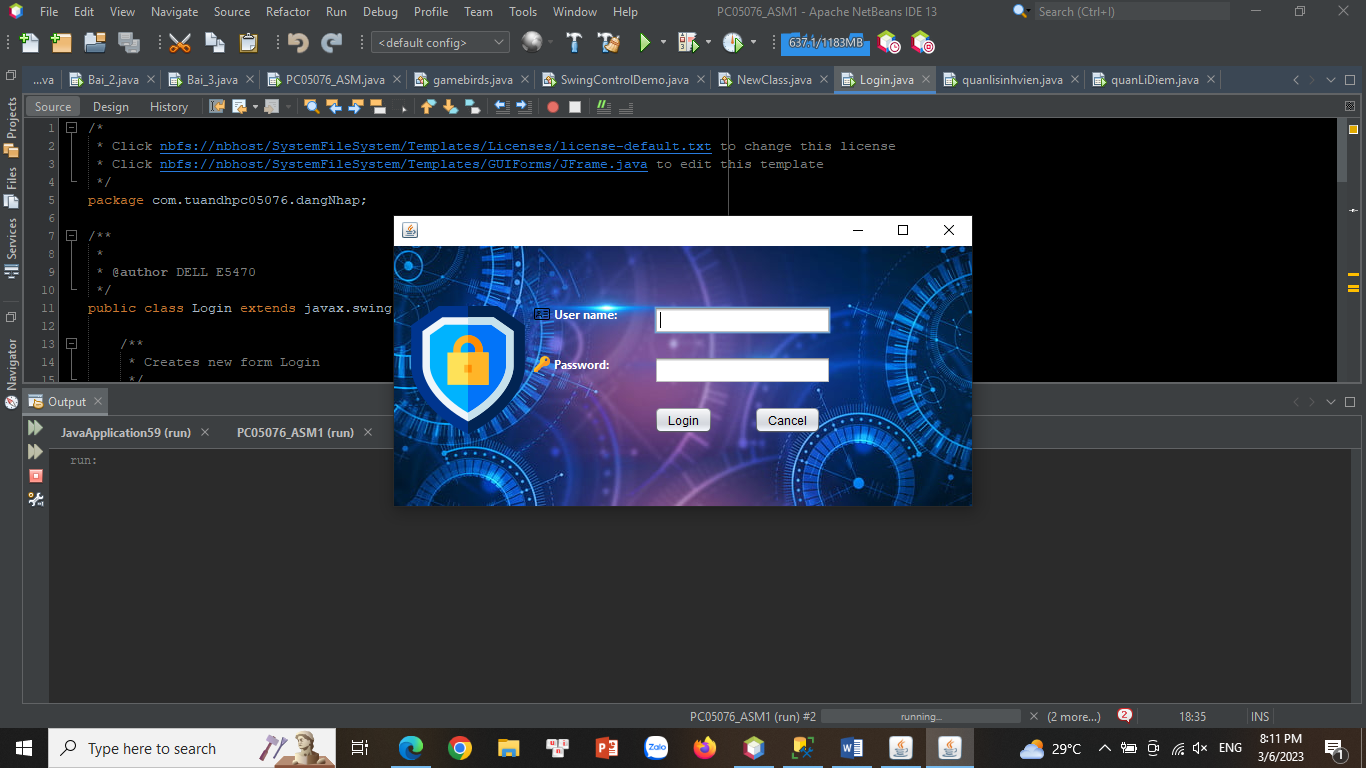 File Edit View Navigate Source Refactor Run Debug Profile Team Tools Window Help PC05076_ASM1 - Apache NetBeans IDE 13 Search (Ctrl+I)
<default config> 637.1/1183MB
...va Bai_2.java Bai_3.java PC05076_ASM.java gamebirds.java SwingControlDemo.java NewClass.java Login.java quanlisinhvien.java quanLiDiem.java
Source Design History
Projects
Files
Services
Navigator
1 /*
2 * Click nbfs://nbhost/SystemFileSystem/Templates/Licenses/license-default.txt to change this license
3 * Click nbfs://nbhost/SystemFileSystem/Templates/GUIForms/JFrame.java to edit this template
4 */
5 package com.tuandhpc05076.dangNhap;
6
7 /**
8 *
9 * @author DELL E5470
10 */
11 public class Login extends javax.swing
12
13 /**
14 * Creates new form Login
15 */
User name:
Password:
Login Cancel
Output
JavaApplication59 (run) PC05076_ASM1 (run)
run:
PC05076_ASM1 (run) #2 running... (2 more...) 2 18:35 INS
Type here to search Zalo 29°C ENG 8:11 PM
3/6/2023 1